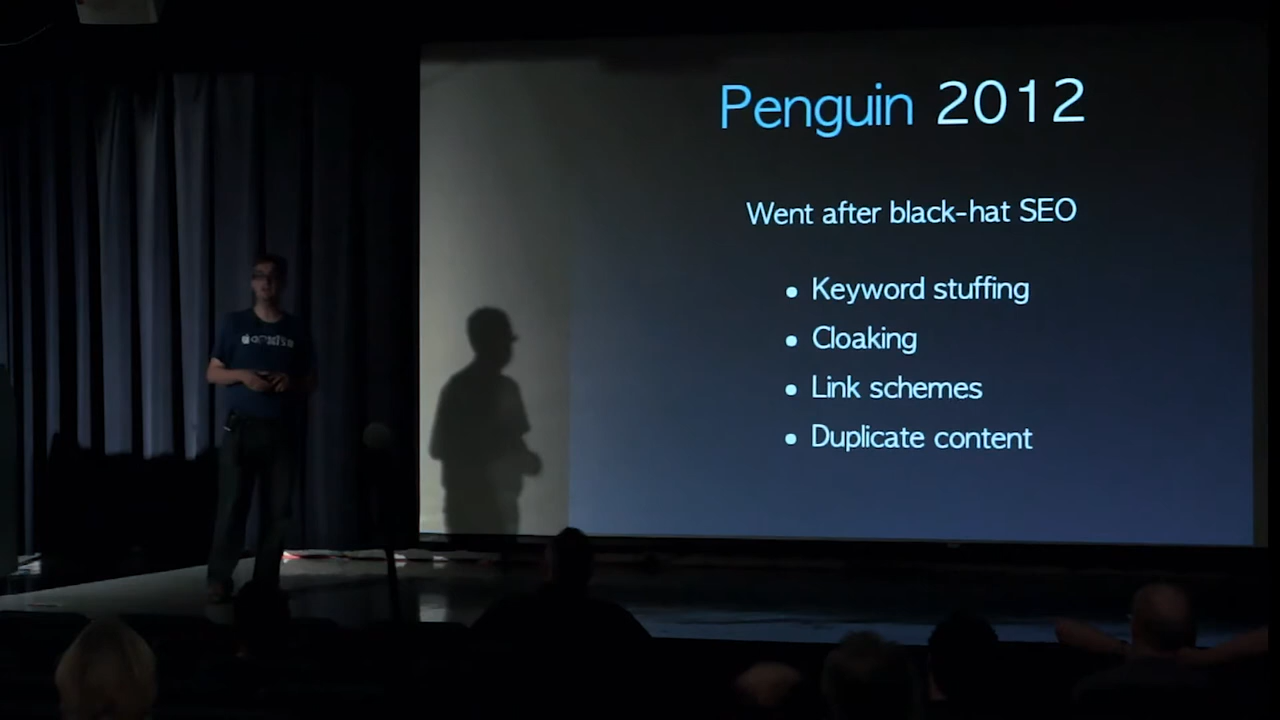 Penguin 2012
Went after black-hat SEO
• Keyword stuffing
• Cloaking
• Link schemes
• Duplicate content